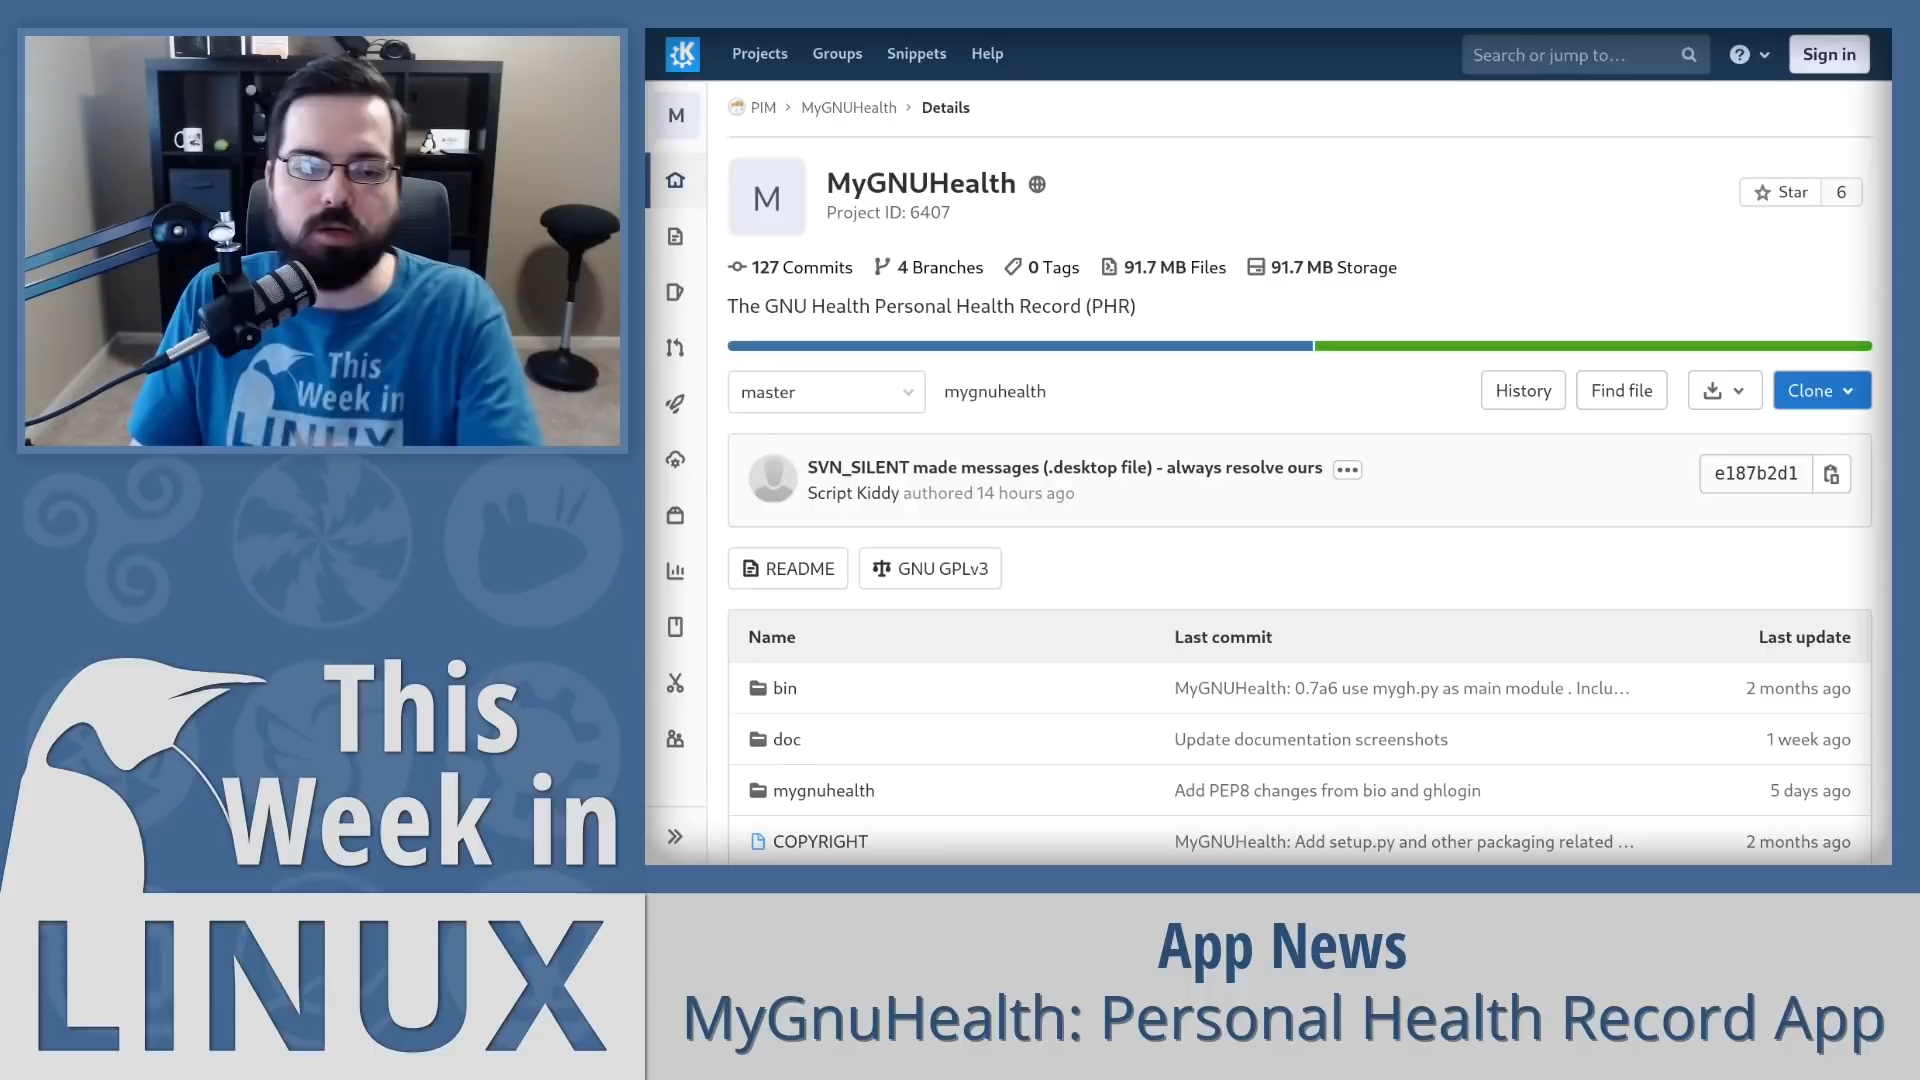 This
Week in
LINUX
Projects Groups Snippets Help
Search or jump to...
Sign in
M
PIM › MyGNUHealth › Details
M
MyGNUHealth
Project ID: 6407
Star 6
127 Commits 4 Branches 0 Tags 91.7 MB Files 91.7 MB Storage
The GNU Health Personal Health Record (PHR)
master mygnuhealth
History Find file Clone
SVN_SILENT made messages (.desktop file) - always resolve ours
Script Kiddy authored 14 hours ago
e187b2d1
README GNU GPLv3
Name Last commit Last update
bin MyGNUHealth: 0.7a6 use mygh.py as main module . Inclu... 2 months ago
doc Update documentation screenshots 1 week ago
mygnuhealth Add PEP8 changes from bio and ghlogin 5 days ago
COPYRIGHT MyGNUHealth: Add setup.py and other packaging related ... 2 months ago
This
Week in
LINUX
App News
MyGnuHealth: Personal Health Record App